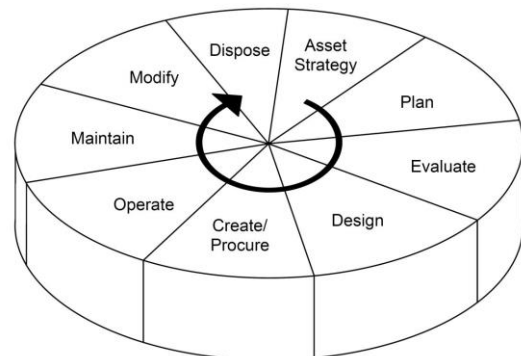 Asset
Strategy
Plan
Evaluate
Design
Create/
Procure
Operate
Maintain
Modify
Dispose